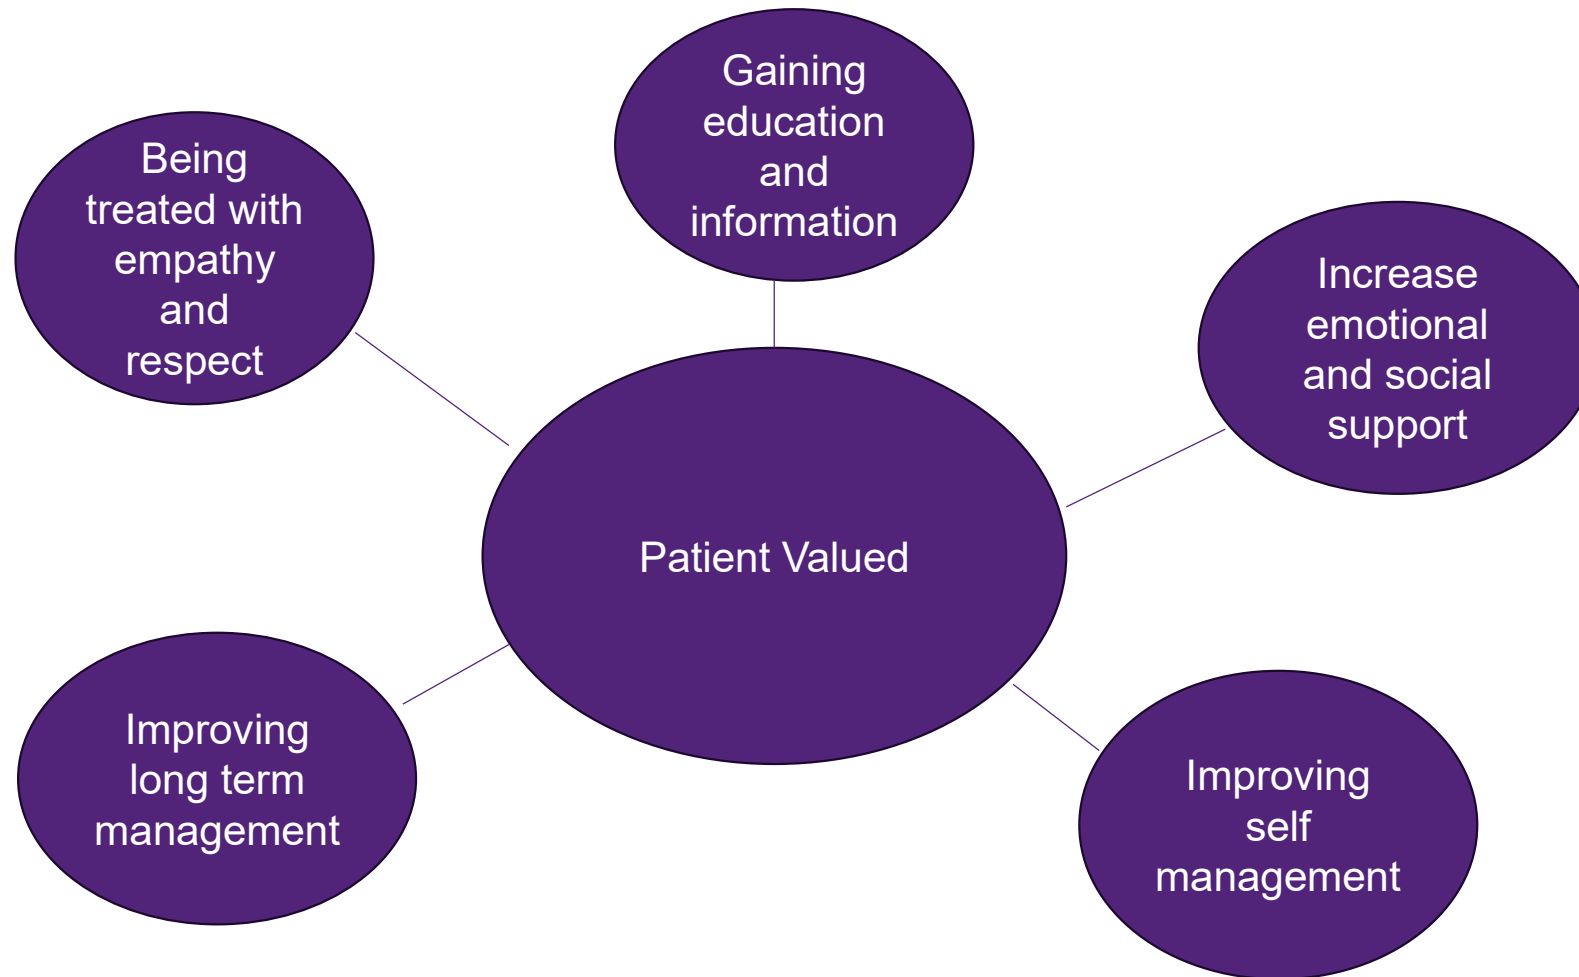 Gaining
education
and
information
Being
treated with
empathy
and
respect
Increase
emotional
and social
support
Patient Valued
Improving
long term
management
Improving
self
management